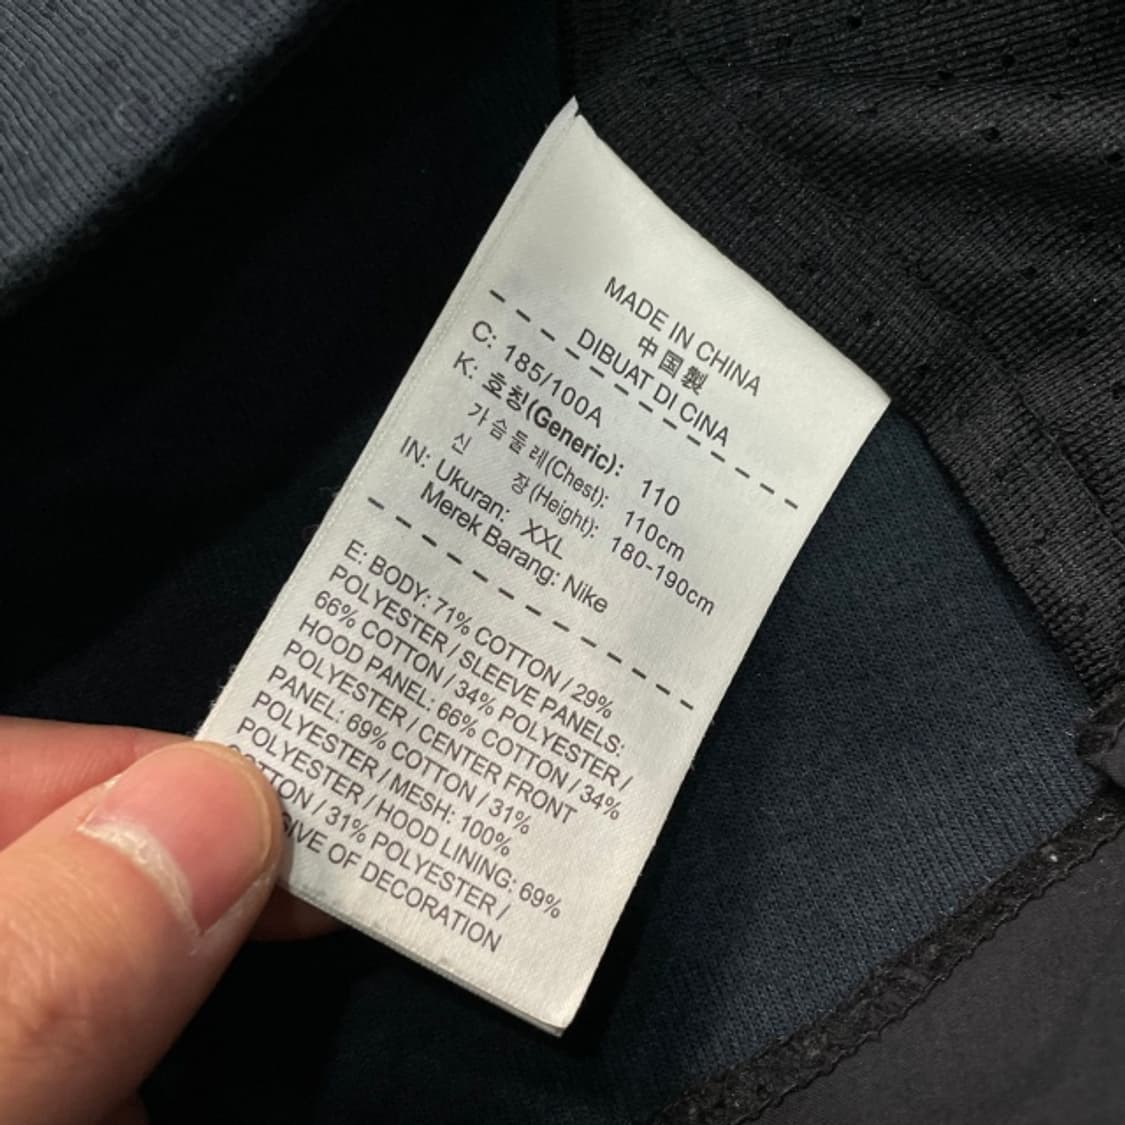 MADE IN CHINA
中国製
DIBUAT DI CINA
C: 185/100A
K: 호칭(Generic): 110
가슴둘레(Chest): 110cm
신 장(Height): 180-190cm
IN: Ukuran: XXL
Merek Barang: Nike
E: BODY: 71% COTTON / 29%
POLYESTER / SLEEVE PANELS:
66% COTTON / 34% POLYESTER /
HOOD PANEL: 66% COTTON / 34%
POLYESTER / CENTER FRONT
PANEL: 69% COTTON / 31%
POLYESTER / MESH: 100%
POLYESTER / HOOD LINING: 69%
COTTON / 31% POLYESTER /
OF DECORATION